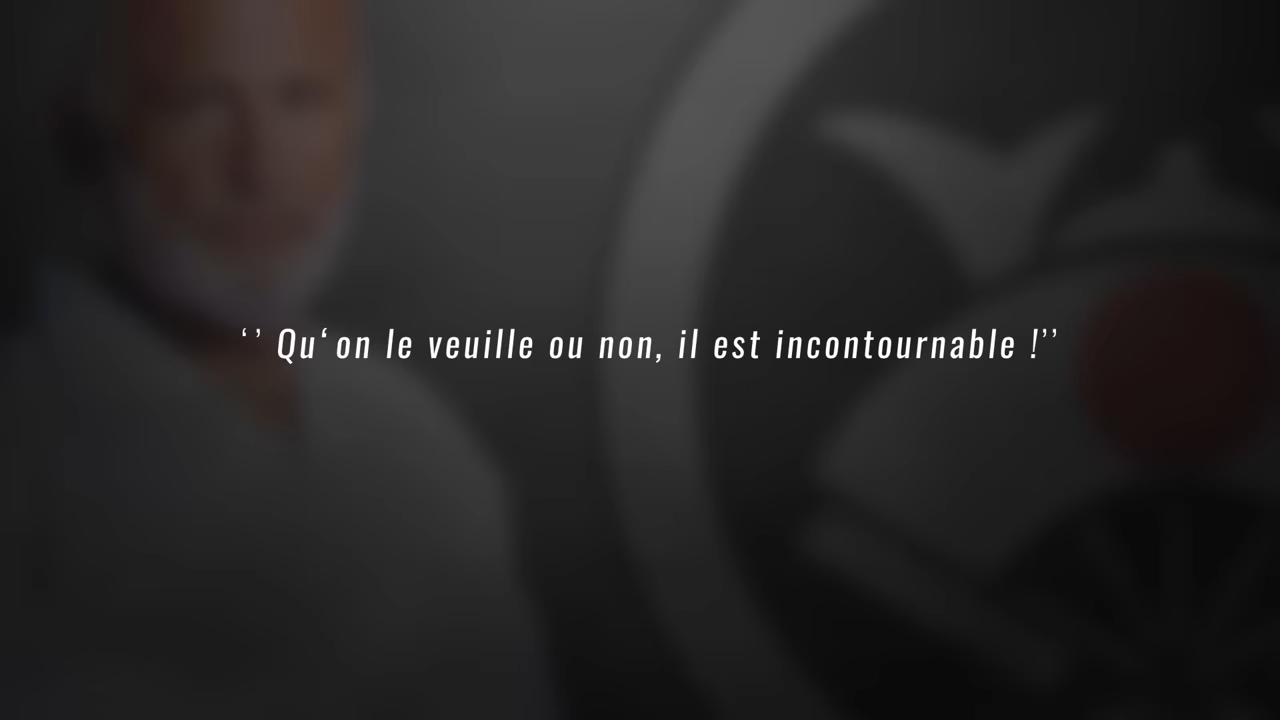 ‘’ Qu‘on le veuille ou non, il est incontournable !’’